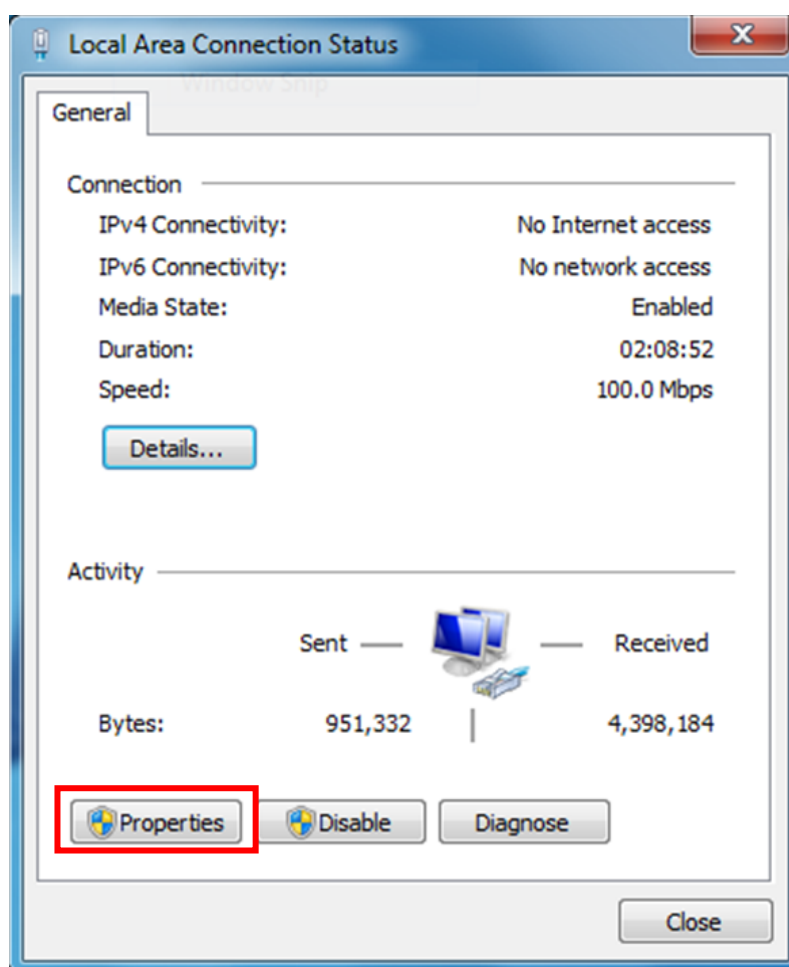 Local Area Connection Status
Window Snip
General
Connection
IPv4 Connectivity: No Internet access
IPv6 Connectivity: No network access
Media State: Enabled
Duration: 02:08:52
Speed: 100.0 Mbps
Details...
Activity
Sent Received
Bytes: 951,332 4,398,184
Properties Disable Diagnose
Close